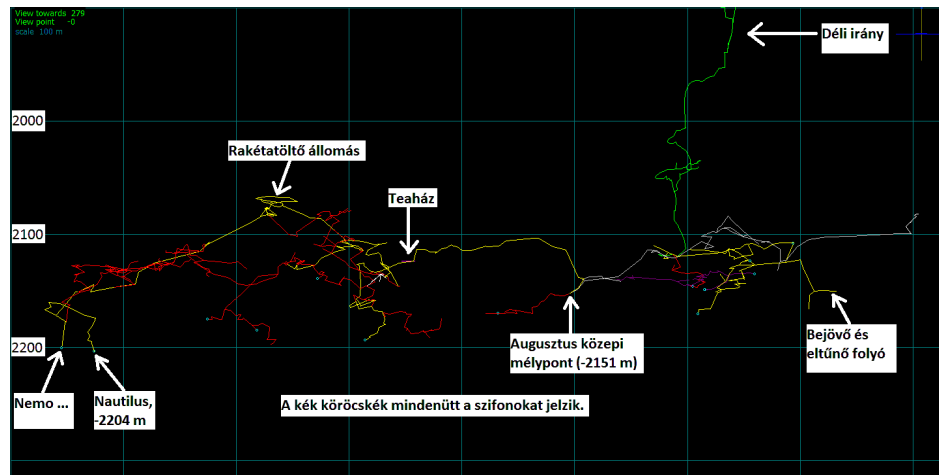 View towards 279
View point -0
scale 100 m
Déli irány
2000
Rakétatöltő állomás
Teaház
2100
Augusztus közepi
mélypont (-2151 m)
Bejövő és
eltűnő folyó
2200
Nemo ...
Nautilus,
-2204 m
A kék köröcskék mindenütt a szifonokat jelzik.